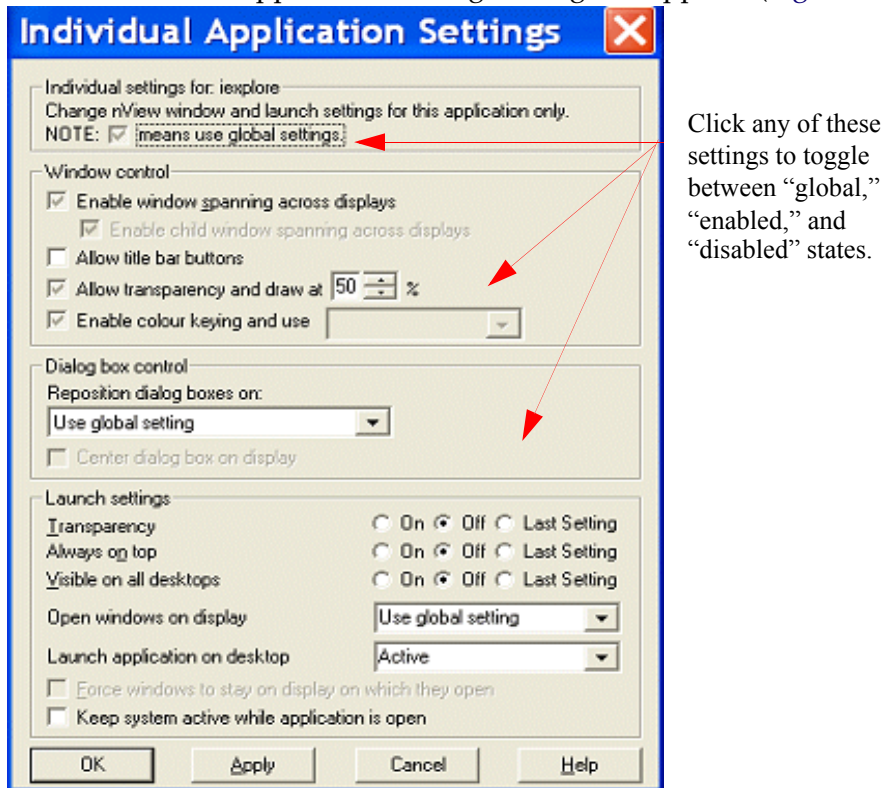 Individual Application Settings
Individual settings for: iexplore
Change nView window and launch settings for this application only.
NOTE: means use global settings.
Window control
Enable window spanning across displays
Enable child window spanning across displays
Allow title bar buttons
Allow transparency and draw at 50 %
Enable colour keying and use
Dialog box control
Reposition dialog boxes on:
Use global setting
Center dialog box on display
Launch settings
Transparency On Off Last Setting
Always on top On Off Last Setting
Visible on all desktops On Off Last Setting
Open windows on display Use global setting
Launch application on desktop Active
Force windows to stay on display on which they open
Keep system active while application is open
OK Apply Cancel Help
Click any of these
settings to toggle
between “global,”
“enabled,” and
“disabled” states.